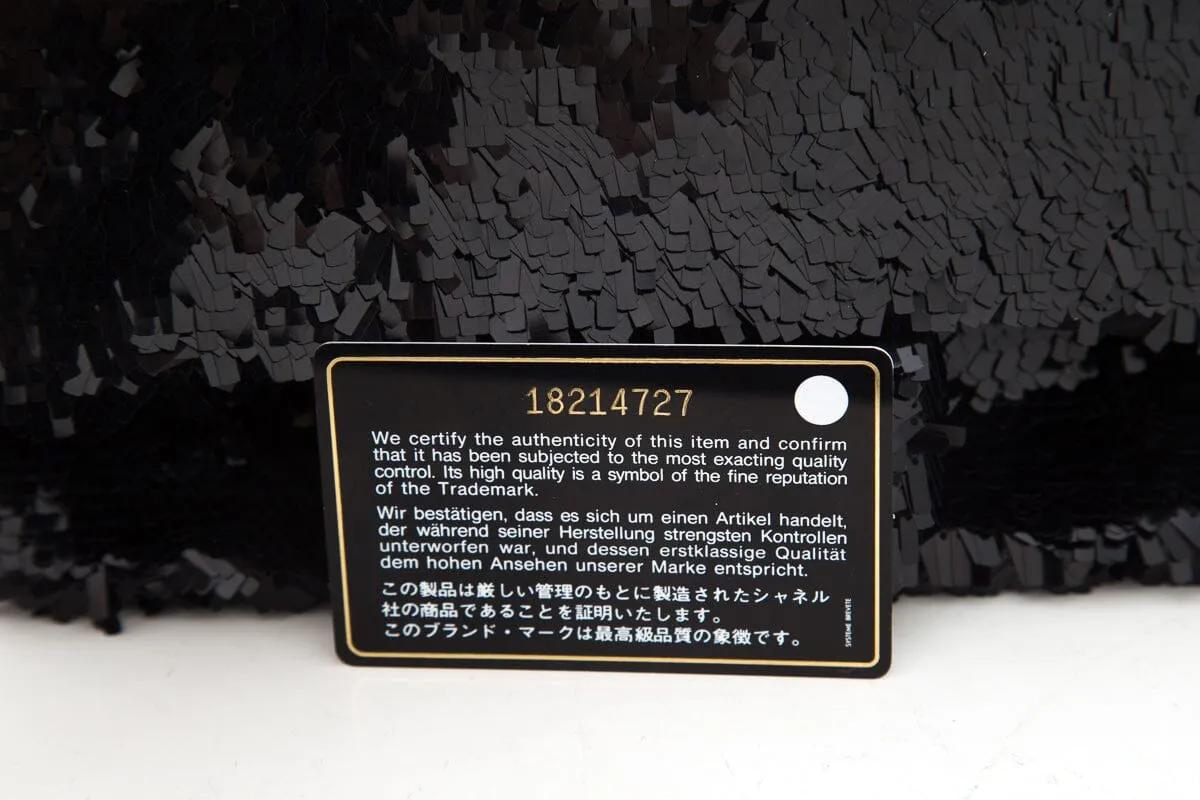 18214727
We certify the authenticity of this item and confirm
that it has been subjected to the most exacting quality
control. Its high quality is a symbol of the fine reputation
of the Trademark.
Wir bestätigen, dass es sich um einen Artikel handelt,
der während seiner Herstellung strengsten Kontrollen
unterworfen war, und dessen erstklassige Qualität
dem hohen Ansehen unserer Marke entspricht.
この製品は厳しい管理のもとに製造されたシャネル
社の商品であることを証明いたします。
このブランド・マークは最高級品質の象徴です。
SYSTEME BREVETE